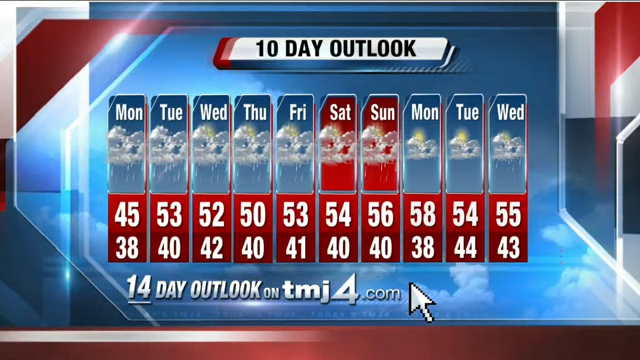 10 DAY OUTLOOK
Mon Tue Wed Thu Fri Sat Sun Mon Tue Wed
45 53 52 50 53 54 56 58 54 55
38 40 42 40 41 40 40 38 44 43
14 DAY OUTLOOK ON tmj4.com
TODAY'S TMJ4